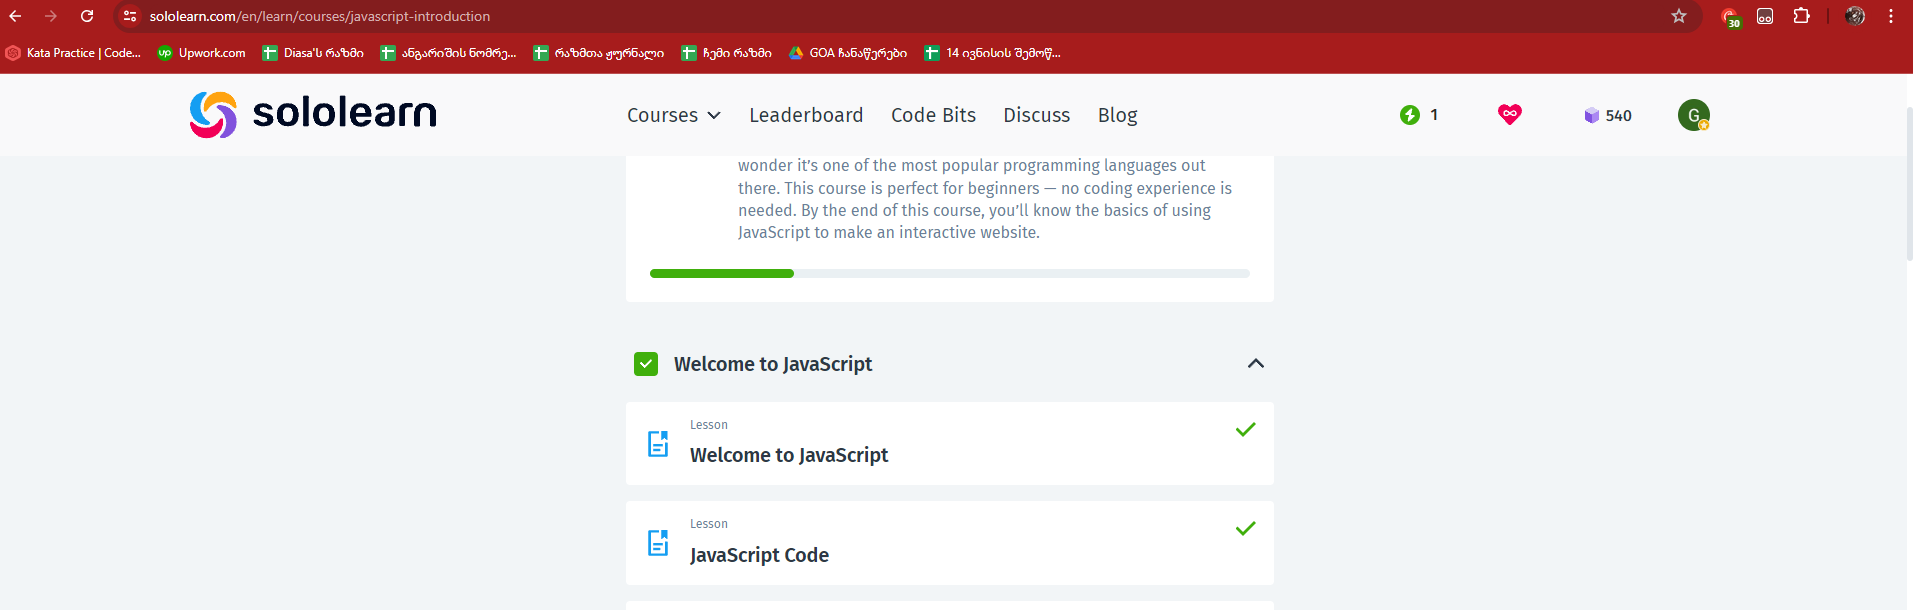 sololearn.com/en/learn/courses/javascript-introduction
30
Kata Practice | Code...
up
Upwork.com
Diasa'ს რაზმი
ანგარიშის ნომრე...
რაზმთა ჟურნალი
ჩემი რაზმი
GOA ჩანაწერები
14 ივნისის შემოწ...
sololearn
Courses
Leaderboard
Code Bits
Discuss
Blog
1
540
G
wonder it’s one of the most popular programming languages out
there. This course is perfect for beginners — no coding experience is
needed. By the end of this course, you’ll know the basics of using
JavaScript to make an interactive website.
Welcome to JavaScript
Lesson
Welcome to JavaScript
Lesson
JavaScript Code